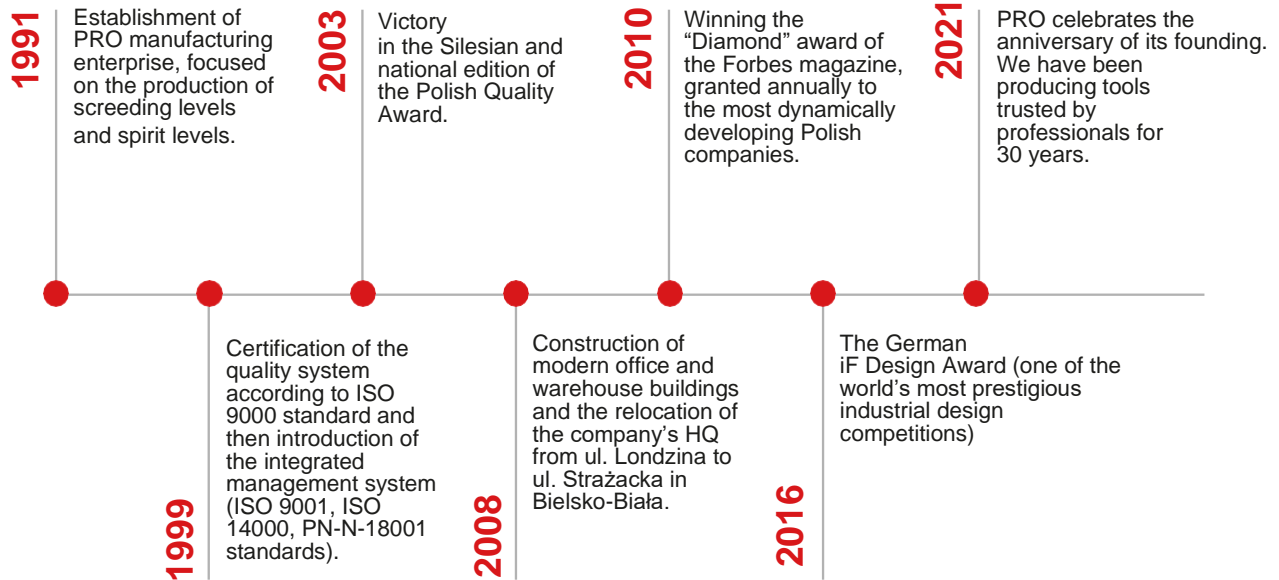 1991
Establishment of
PRO manufacturing
enterprise, focused
on the production of
screeding levels
and spirit levels.
1999
Certification of the
quality system
according to ISO
9000 standard and
then introduction of
the integrated
management system
(ISO 9001, ISO
14000, PN-N-18001
standards).
2003
Victory
in the Silesian and
national edition of
the Polish Quality
Award.
2008
Construction of
modern office and
warehouse buildings
and the relocation of
the company’s HQ
from ul. Londzina to
ul. Strażacka in
Bielsko-Biała.
2010
Winning the
“Diamond” award of
the Forbes magazine,
granted annually to
the most dynamically
developing Polish
companies.
2016
The German
iF Design Award (one of the
world’s most prestigious
industrial design
competitions)
2021
PRO celebrates the
anniversary of its founding.
We have been
producing tools
trusted by
professionals for
30 years.